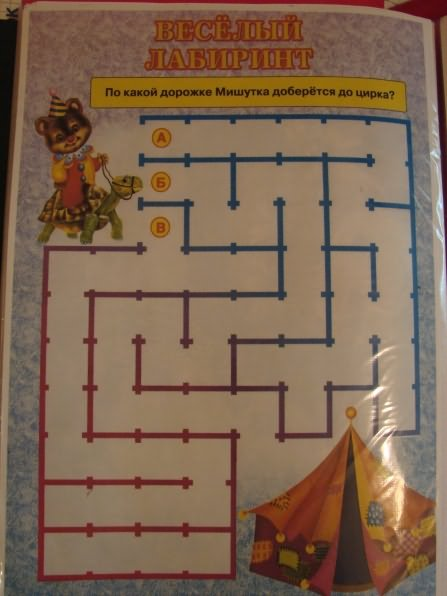 ВЕСЁЛЫЙ
ЛАБИРИНТ
По какой дорожке Мишутка доберётся до цирка?
А
Б
В